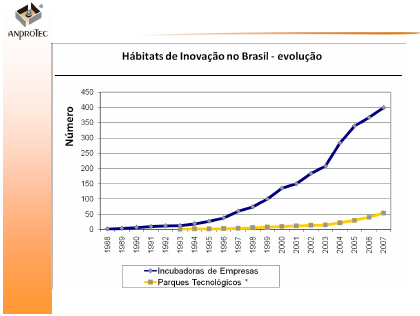 ANPROTEC
Hábitats de Inovação no Brasil - evolução
Número
450
400
350
300
250
200
150
100
50
0
1988 1989 1990 1991 1992 1993 1994 1995 1996 1997 1998 1999 2000 2001 2002 2003 2004 2005 2006 2007
Incubadoras de Empresas
Parques Tecnológicos *